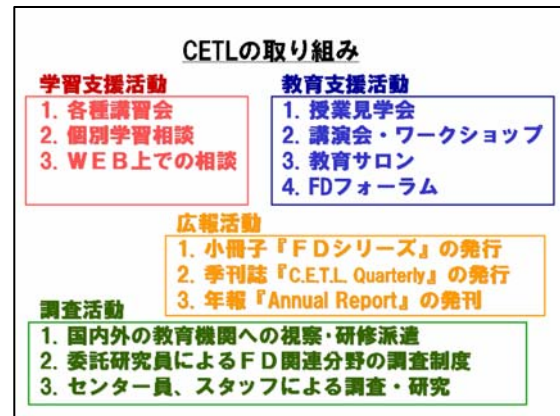 CETLの取り組み
学習支援活動
1. 各種講習会
2. 個別学習相談
3. ＷＥＢ上での相談
教育支援活動
1. 授業見学会
2. 講演会・ワークショップ
3. 教育サロン
4. FDフォーラム
広報活動
1. 小冊子『ＦＤシリーズ』の発行
2. 季刊誌『C.E.T.L. Quarterly』の発行
3. 年報『Annual Report』の発刊
調査活動
1. 国内外の教育機関への視察・研修派遣
2. 委託研究員によるＦＤ関連分野の調査制度
3. センター員、スタッフによる調査・研究